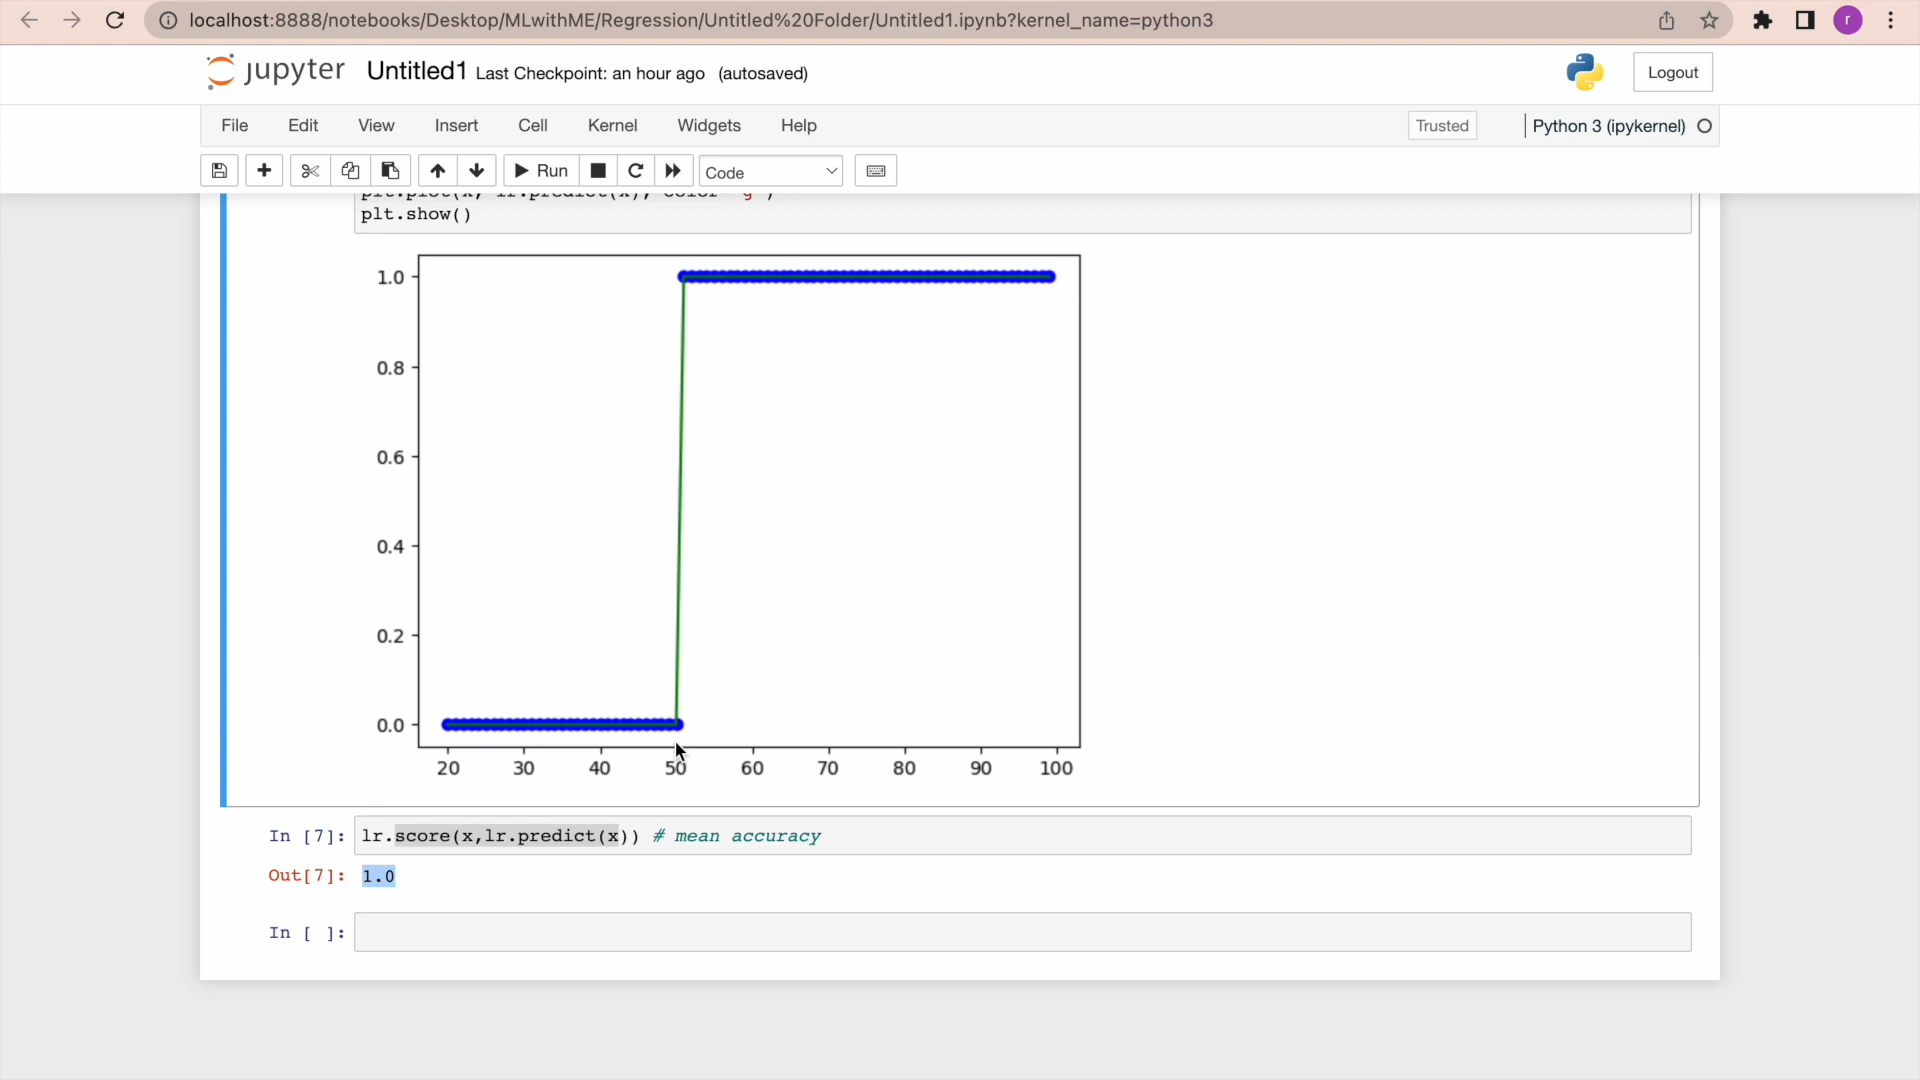 localhost:8888/notebooks/Desktop/MLwithME/Regression/Untitled%20Folder/Untitled1.ipynb?kernel_name=python3
r
jupyter Untitled1 Last Checkpoint: an hour ago (autosaved)
Logout
File Edit View Insert Cell Kernel Widgets Help
Trusted
Python 3 (ipykernel)
Run
Code
plt.show()
1.0
0.8
0.6
0.4
0.2
0.0
20 30 40 50 60 70 80 90 100
In [7]: lr.score(x,lr.predict(x)) # mean accuracy
Out[7]: 1.0
In [ ]: